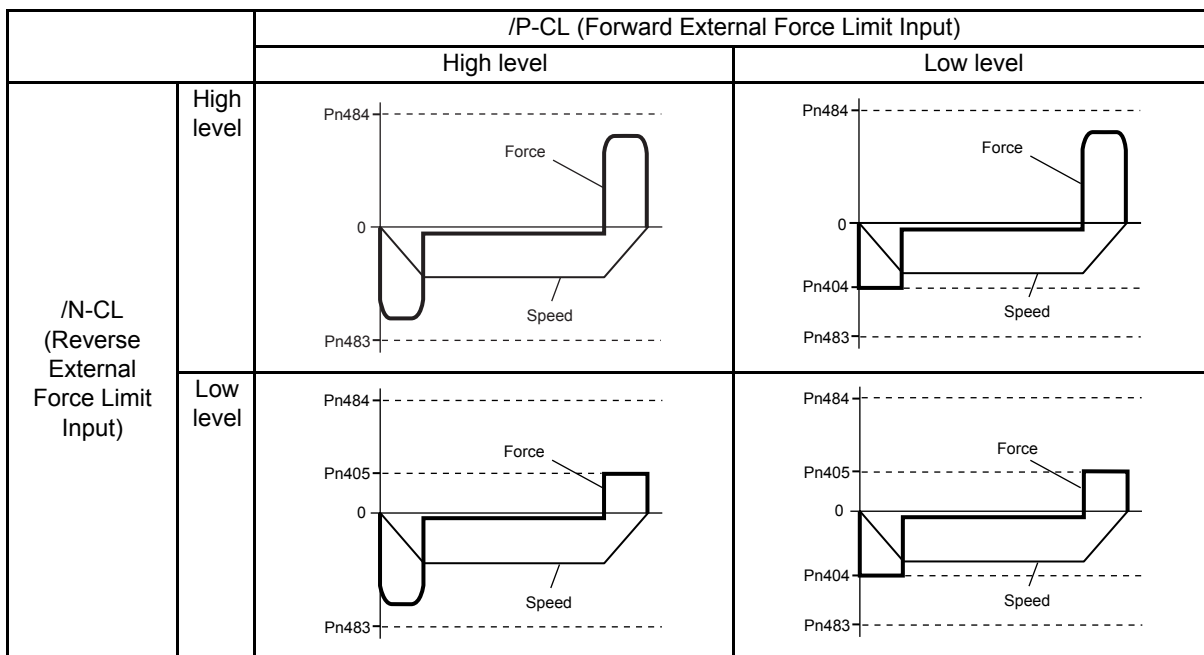 /P-CL (Forward External Force Limit Input)
High level
Low level
/N-CL
(Reverse
External
Force Limit
Input)
High
level
Pn484
Force
0
Speed
Pn483
Pn484
Force
0
Pn404
Speed
Pn483
Low
level
Pn484
Force
Pn405
0
Speed
Pn483
Pn484
Force
Pn405
0
Pn404
Speed
Pn483